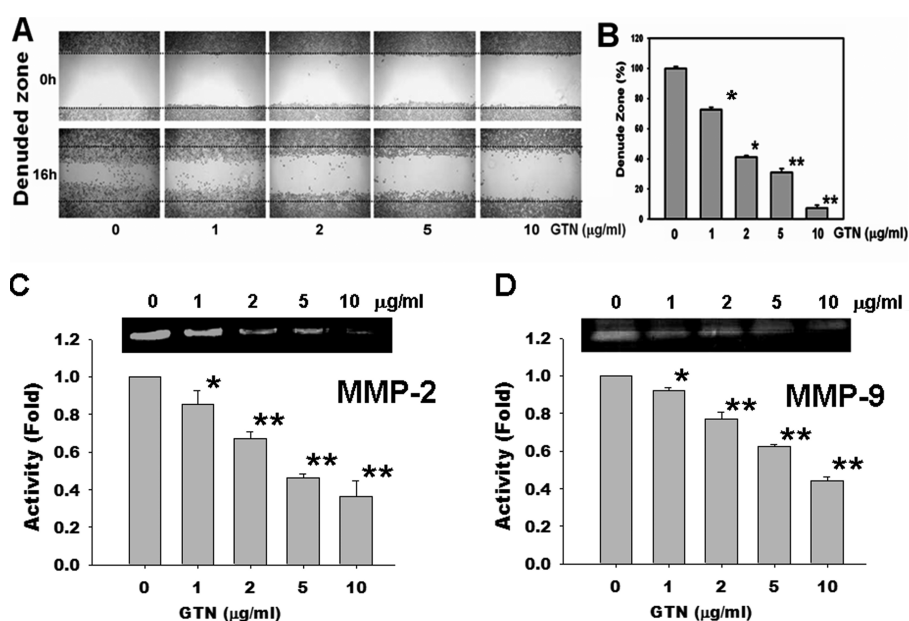 A
Denuded zone
0h
16h
0 1 2 5 10 GTN (μg/ml)
B
Denude Zone (%)
120
100
80
60
40
20
0
*
*
**
**
0 1 2 5 10 GTN (μg/ml)
C
0 1 2 5 10 μg/ml
MMP-2
Activity (Fold)
1.2
1.0
0.8
0.6
0.4
0.2
0.0
*
**
**
**
0 1 2 5 10
GTN (μg/ml)
D
0 1 2 5 10 μg/ml
MMP-9
Activity (Fold)
1.2
1.0
0.8
0.6
0.4
0.2
0.0
*
**
**
**
0 1 2 5 10
GTN (μg/ml)